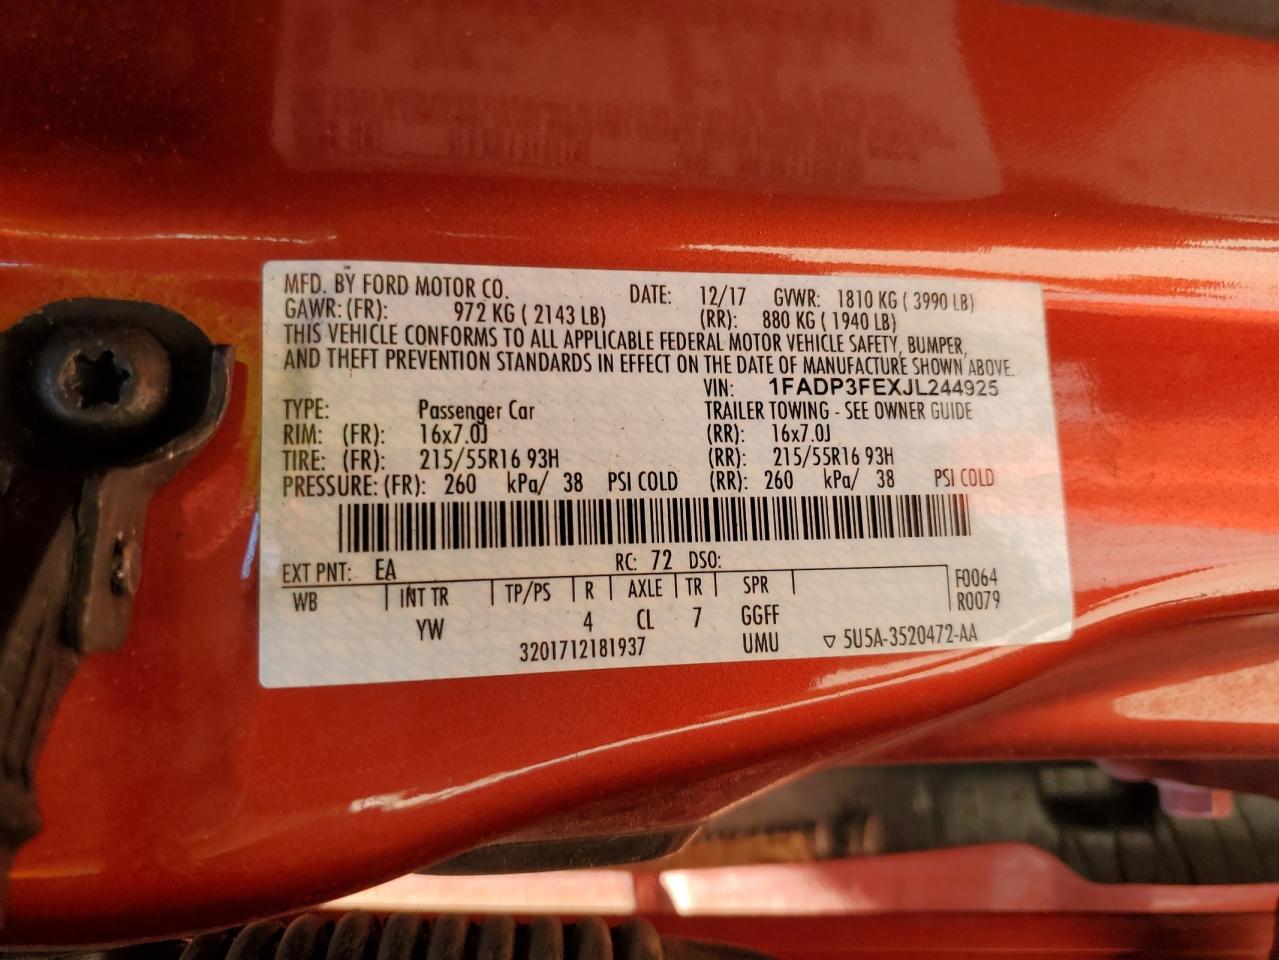 MFD. BY FORD MOTOR CO. DATE: 12/17 GVWR: 1810 KG ( 3990 LB)
GAWR: (FR): 972 KG ( 2143 LB) (RR): 880 KG ( 1940 LB)
THIS VEHICLE CONFORMS TO ALL APPLICABLE FEDERAL MOTOR VEHICLE SAFETY, BUMPER,
AND THEFT PREVENTION STANDARDS IN EFFECT ON THE DATE OF MANUFACTURE SHOWN ABOVE.
VIN: 1FADP3FEXJL244925
TYPE: Passenger Car TRAILER TOWING - SEE OWNER GUIDE
RIM: (FR): 16x7.0J (RR): 16x7.0J
TIRE: (FR): 215/55R16 93H (RR): 215/55R16 93H
PRESSURE: (FR): 260 kPa/ 38 PSI COLD (RR): 260 kPa/ 38 PSI COLD
EXT PNT: EA RC: 72 DSO:
WB INT TR TP/PS R AXLE TR SPR F0064
R0079
YW 4 CL 7 GGFF
3201712181937 UMU ▽ 5U5A-3520472-AA